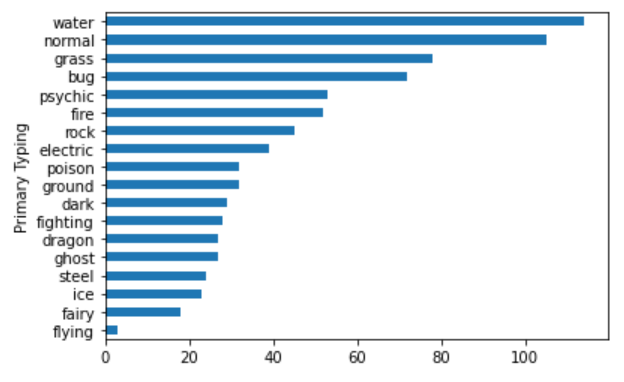 Primary Typing
water
normal
grass
bug
psychic
fire
rock
electric
poison
ground
dark
fighting
dragon
ghost
steel
ice
fairy
flying
0 20 40 60 80 100